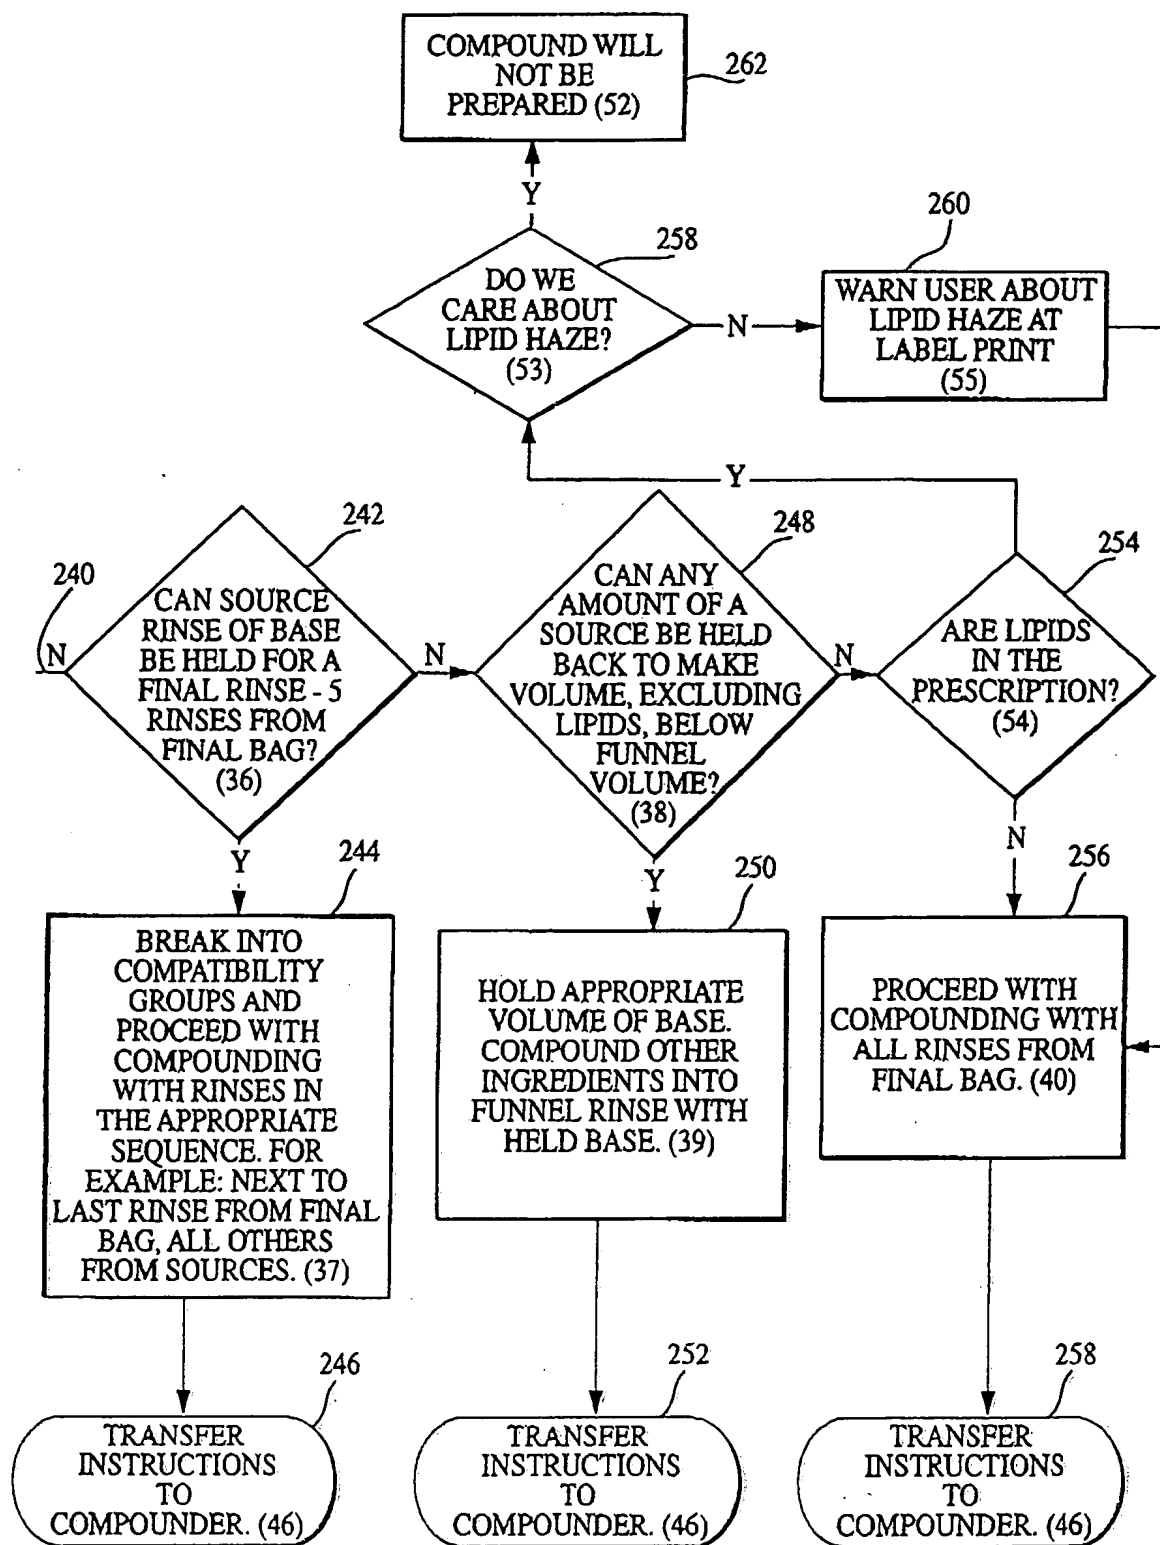 COMPOUND WILL
NOT BE
PREPARED (52)
262
Y
258
DO WE
CARE ABOUT
LIPID HAZE?
(53)
N
260
WARN USER ABOUT
LIPID HAZE AT
LABEL PRINT
(55)
Y
240
N
242
CAN SOURCE
RINSE OF BASE
BE HELD FOR A
FINAL RINSE - 5
RINSES FROM
FINAL BAG?
(36)
N
248
CAN ANY
AMOUNT OF A
SOURCE BE HELD
BACK TO MAKE
VOLUME, EXCLUDING
LIPIDS, BELOW
FUNNEL
VOLUME?
(38)
N
254
ARE LIPIDS
IN THE
PRESCRIPTION?
(54)
Y
244
BREAK INTO
COMPATIBILITY
GROUPS AND
PROCEED WITH
COMPOUNDING
WITH RINSES IN
THE APPROPRIATE
SEQUENCE. FOR
EXAMPLE: NEXT TO
LAST RINSE FROM FINAL
BAG, ALL OTHERS
FROM SOURCES. (37)
Y
250
HOLD APPROPRIATE
VOLUME OF BASE.
COMPOUND OTHER
INGREDIENTS INTO
FUNNEL RINSE WITH
HELD BASE. (39)
N
256
PROCEED WITH
COMPOUNDING WITH
ALL RINSES FROM
FINAL BAG. (40)
246
TRANSFER
INSTRUCTIONS
TO
COMPOUNDER. (46)
252
TRANSFER
INSTRUCTIONS
TO
COMPOUNDER. (46)
258
TRANSFER
INSTRUCTIONS
TO
COMPOUNDER. (46)